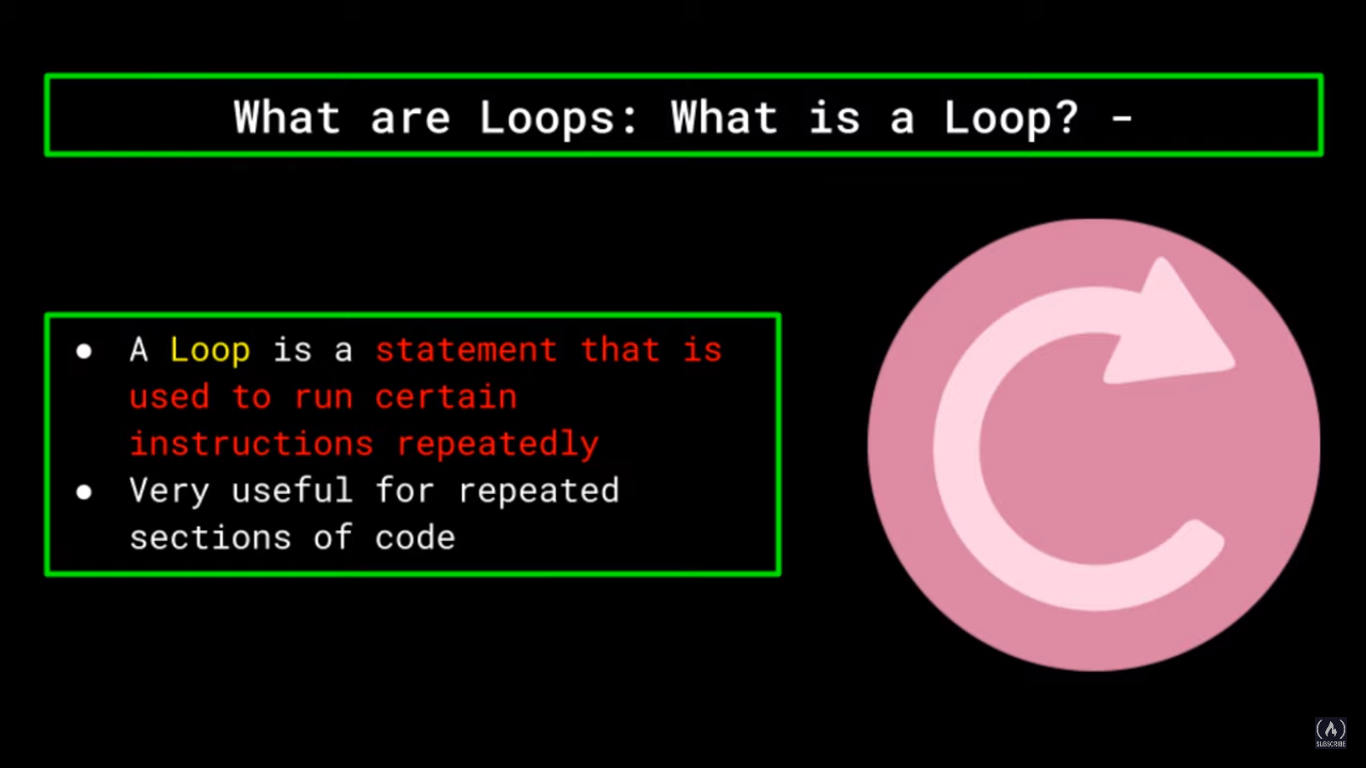 What are Loops: What is a Loop? -
● A Loop is a statement that is
used to run certain
instructions repeatedly
● Very useful for repeated
sections of code
SUBSCRIBE